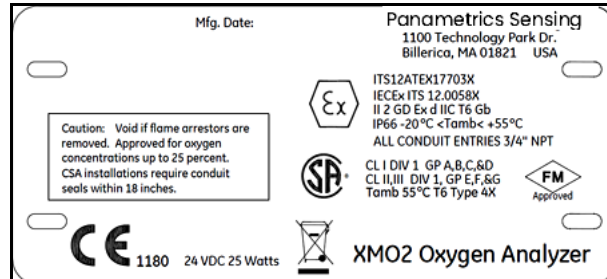 Mfg. Date:
Panametrics Sensing
1100 Technology Park Dr.
Billerica, MA 01821 USA
Ex
ITS12ATEX17703X
IECEx ITS 12.0058X
II 2 GD Ex d IIC T6 Gb
IP66 -20°C <Tamb< +55°C
ALL CONDUIT ENTRIES 3/4" NPT
Caution: Void if flame arrestors are
removed. Approved for oxygen
concentrations up to 25 percent.
CSA installations require conduit
seals within 18 inches.
SA
CL I DIV 1 GP A,B,C,&D
CL II,III DIV 1, GP E,F,&G
Tamb 55°C T6 Type 4X
FM
Approved
CE 1180
24 VDC 25 Watts
XMO2 Oxygen Analyzer